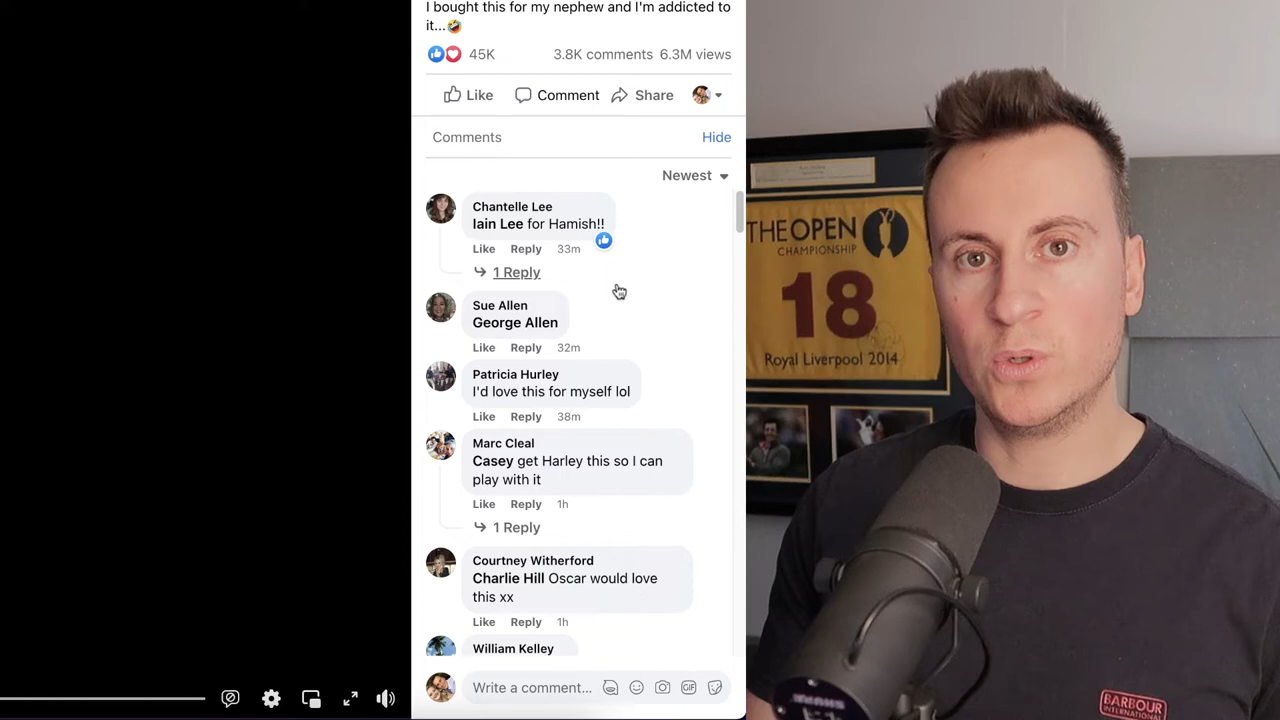 I bought this for my nephew and I'm addicted to
it...🤣
45K
3.8K comments 6.3M views
Like
Comment
Share
Comments
Hide
Newest
Chantelle Lee
Iain Lee for Hamish!!
Like Reply 33m
1 Reply
Sue Allen
George Allen
Like Reply 32m
Patricia Hurley
I'd love this for myself lol
Like Reply 38m
Marc Cleal
Casey get Harley this so I can
play with it
Like Reply 1h
1 Reply
Courtney Witherford
Charlie Hill Oscar would love
this xx
Like Reply 1h
William Kelley
Write a comment...
GIF
THE OPEN
CHAMPIONSHIP
18
Royal Liverpool 2014
BARBOUR
INTERNATIONAL